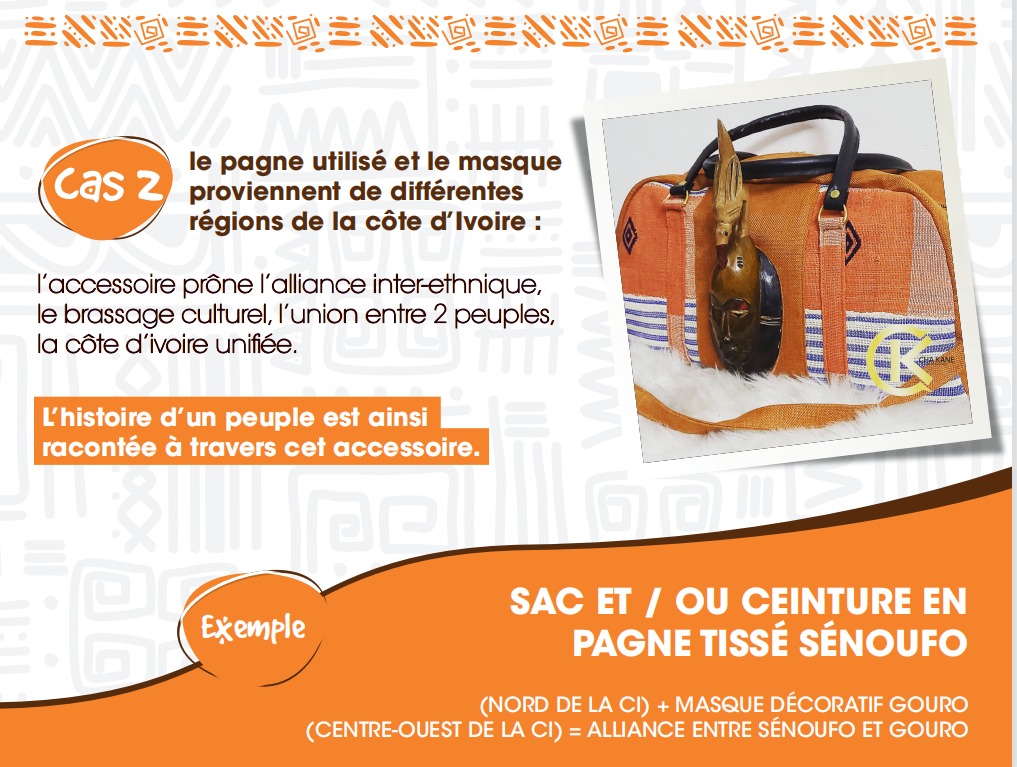 Cas 2
le pagne utilisé et le masque
proviennent de différentes
régions de la côte d'Ivoire :
l'accessoire prône l'alliance inter-ethnique,
le brassage culturel, l'union entre 2 peuples,
la côte d'ivoire unifiée.
L'histoire d'un peuple est ainsi
racontée à travers cet accessoire.
CK
CHA KANE
Exemple
SAC ET / OU CEINTURE EN
PAGNE TISSÉ SÉNOUFO
(NORD DE LA CI) + MASQUE DÉCORATIF GOURO
(CENTRE-OUEST DE LA CI) = ALLIANCE ENTRE SÉNOUFO ET GOURO